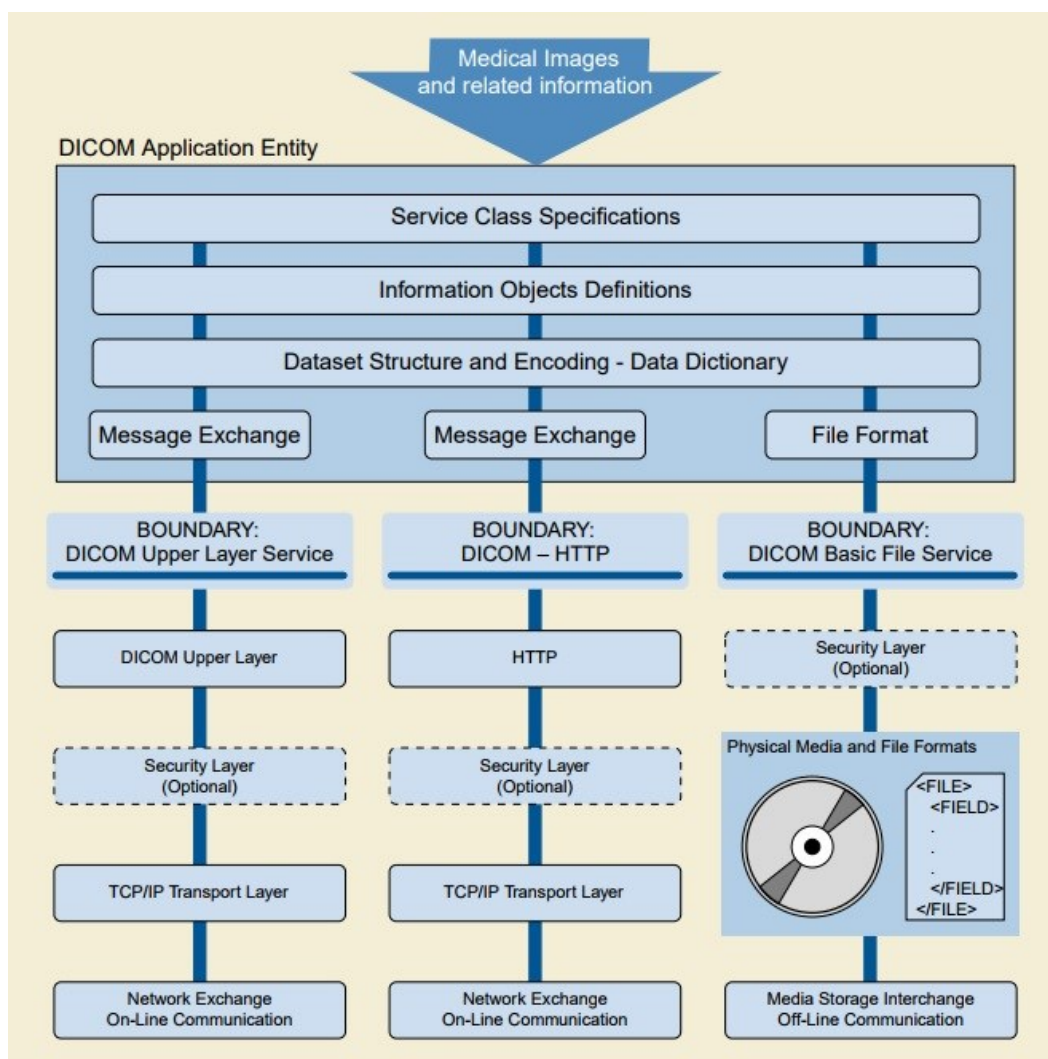 Medical Images
and related information
DICOM Application Entity
Service Class Specifications
Information Objects Definitions
Dataset Structure and Encoding - Data Dictionary
Message Exchange
Message Exchange
File Format
BOUNDARY:
DICOM Upper Layer Service
BOUNDARY:
DICOM – HTTP
BOUNDARY:
DICOM Basic File Service
DICOM Upper Layer
HTTP
Security Layer
(Optional)
Security Layer
(Optional)
Security Layer
(Optional)
Physical Media and File Formats
<FILE>
<FIELD>
.
.
.
</FIELD>
</FILE>
TCP/IP Transport Layer
TCP/IP Transport Layer
Network Exchange
On-Line Communication
Network Exchange
On-Line Communication
Media Storage Interchange
Off-Line Communication